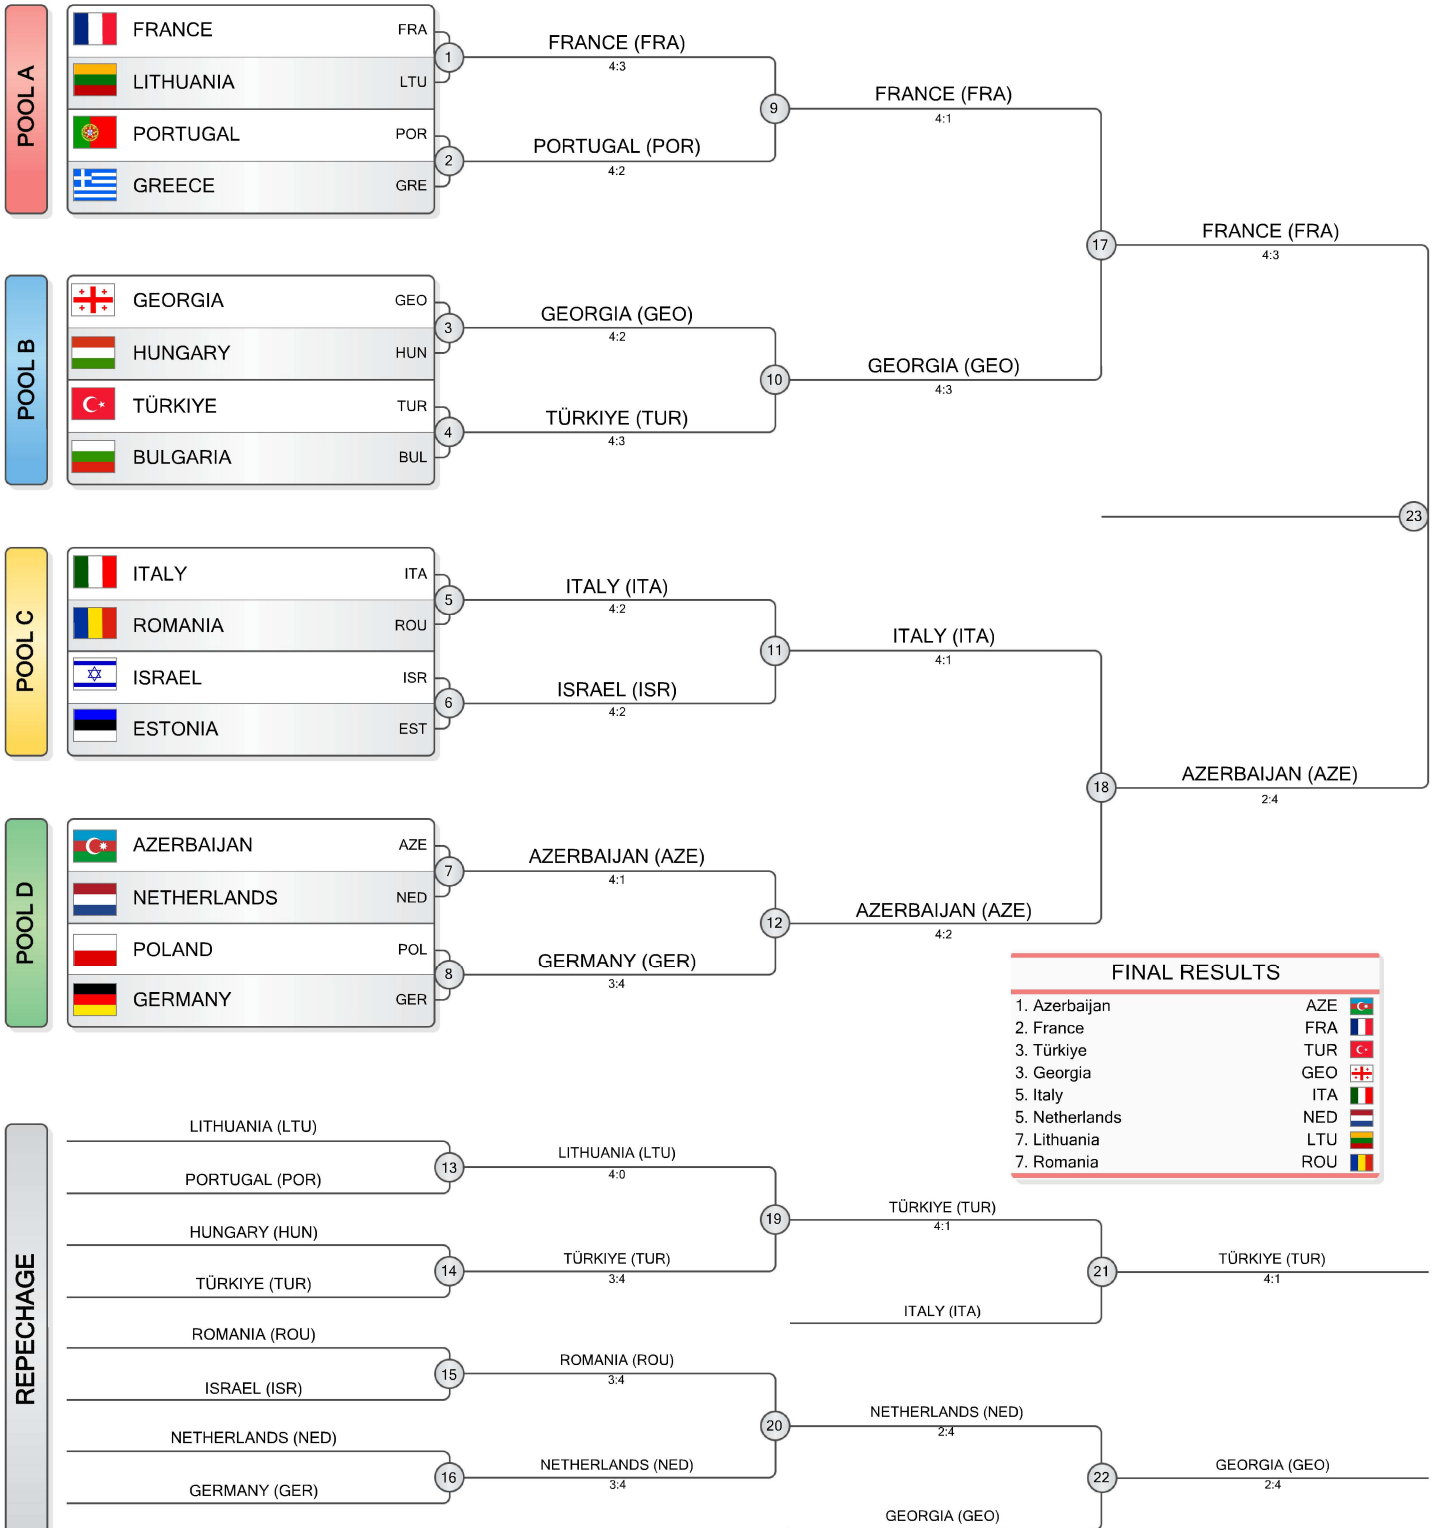 POOL A
FRANCE FRA
LITHUANIA LTU
PORTUGAL POR
GREECE GRE
1
2
FRANCE (FRA)
4:3
PORTUGAL (POR)
4:2
9
FRANCE (FRA)
4:1
POOL B
GEORGIA GEO
HUNGARY HUN
TÜRKIYE TUR
BULGARIA BUL
3
4
GEORGIA (GEO)
4:2
TÜRKIYE (TUR)
4:3
10
GEORGIA (GEO)
4:3
17
FRANCE (FRA)
4:3
23
POOL C
ITALY ITA
ROMANIA ROU
ISRAEL ISR
ESTONIA EST
5
6
ITALY (ITA)
4:2
ISRAEL (ISR)
4:2
11
ITALY (ITA)
4:1
POOL D
AZERBAIJAN AZE
NETHERLANDS NED
POLAND POL
GERMANY GER
7
8
AZERBAIJAN (AZE)
4:1
GERMANY (GER)
3:4
12
AZERBAIJAN (AZE)
4:2
18
AZERBAIJAN (AZE)
2:4
FINAL RESULTS
1. Azerbaijan AZE
2. France FRA
3. Türkiye TUR
3. Georgia GEO
5. Italy ITA
5. Netherlands NED
7. Lithuania LTU
7. Romania ROU
REPECHAGE
LITHUANIA (LTU)
PORTUGAL (POR)
13
LITHUANIA (LTU)
4:0
HUNGARY (HUN)
TÜRKIYE (TUR)
14
TÜRKIYE (TUR)
3:4
19
TÜRKIYE (TUR)
4:1
ITALY (ITA)
21
TÜRKIYE (TUR)
4:1
ROMANIA (ROU)
ISRAEL (ISR)
15
ROMANIA (ROU)
3:4
NETHERLANDS (NED)
GERMANY (GER)
16
NETHERLANDS (NED)
3:4
20
NETHERLANDS (NED)
2:4
GEORGIA (GEO)
22
GEORGIA (GEO)
2:4